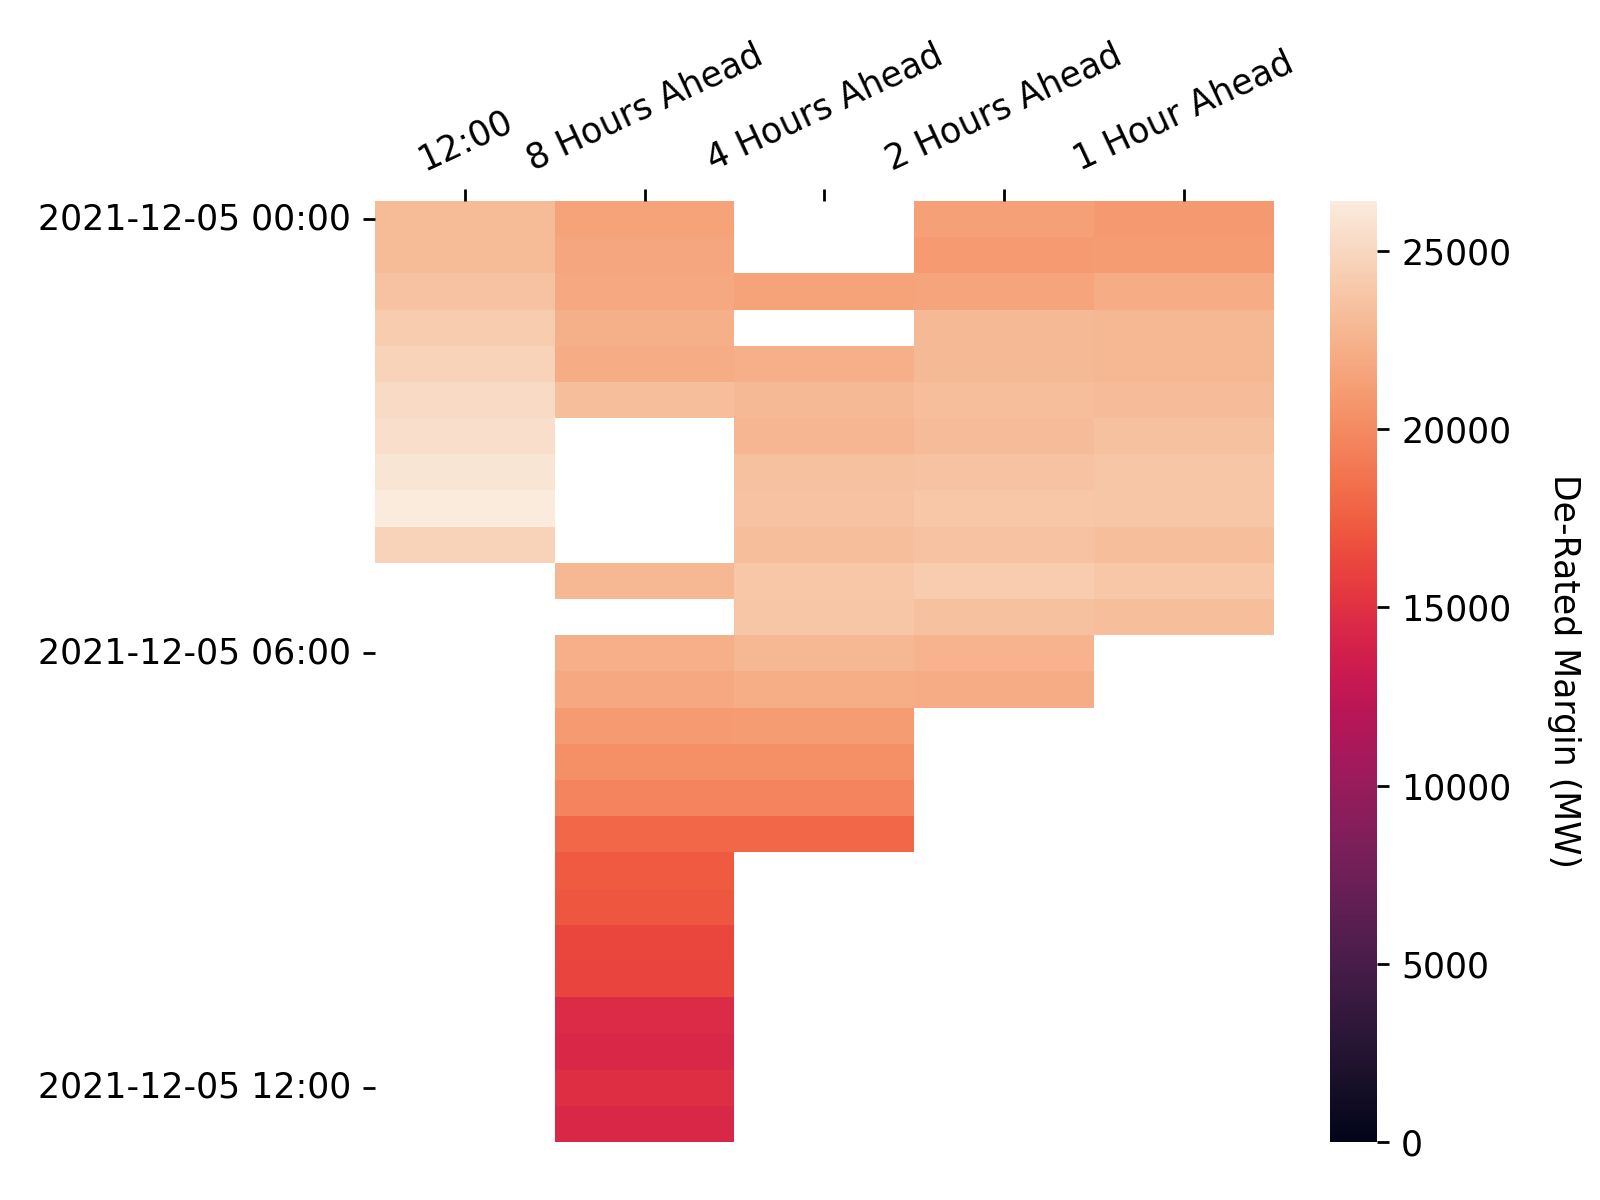 12:00
8 Hours Ahead
4 Hours Ahead
2 Hours Ahead
1 Hour Ahead
2021-12-05 00:00
2021-12-05 06:00
2021-12-05 12:00
25000
20000
15000
10000
5000
0
De-Rated Margin (MW)